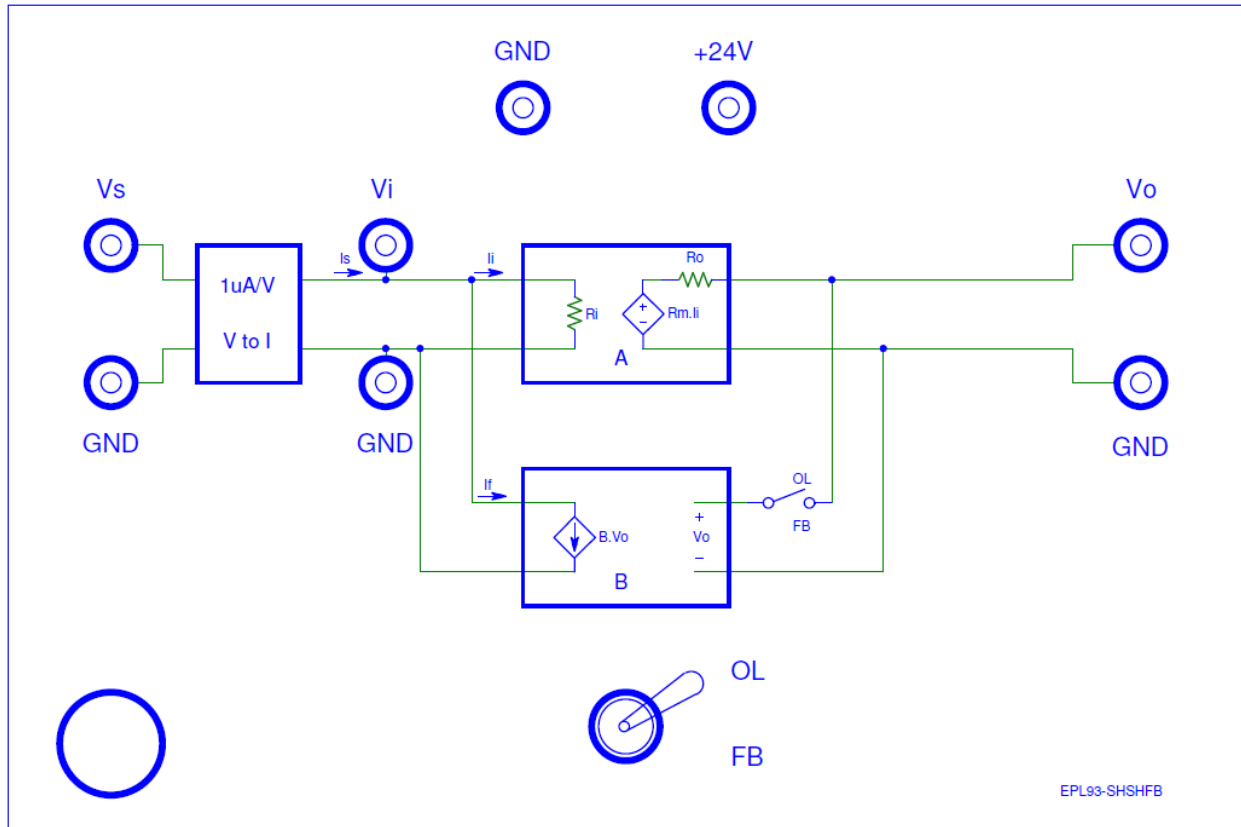 GND
+24V
Vs
Vi
Vo
Is
Ii
Ro
1uA/V
V to I
Ri
+
-
Rm.Ii
A
GND
GND
GND
If
OL
FB
B.Vo
+
Vo
-
B
OL
FB
EPL93-SHSHFB